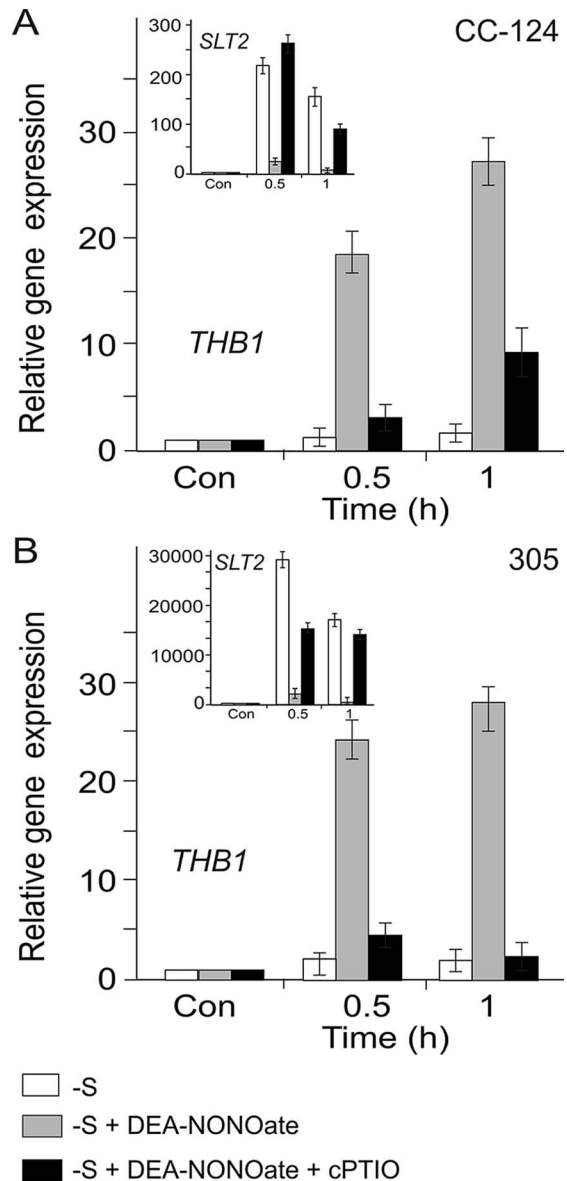 A
CC-124
SLT2
300
200
100
0
Con
0.5
1
Relative gene expression
30
20
10
0
THB1
Con
0.5
1
Time (h)
B
305
SLT2
30000
20000
10000
0
Con
0.5
1
Relative gene expression
30
20
10
0
THB1
Con
0.5
1
Time (h)
-S
-S + DEA-NONOate
-S + DEA-NONOate + cPTIO